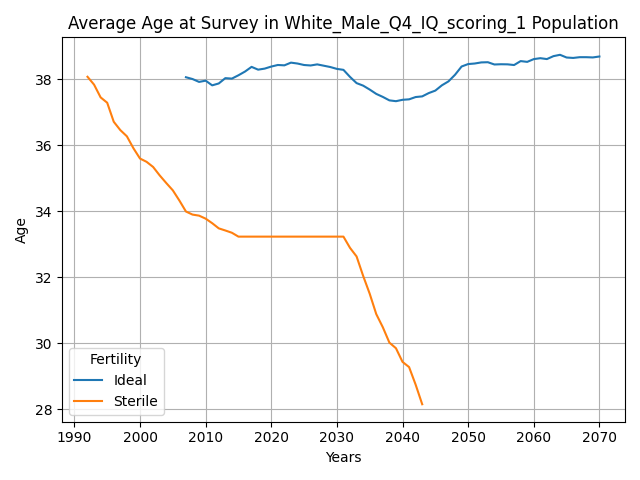 Average Age at Survey in White_Male_Q4_IQ_scoring_1 Population
Age
38
36
34
32
30
28
Fertility
Ideal
Sterile
1990 2000 2010 2020 2030 2040 2050 2060 2070
Years